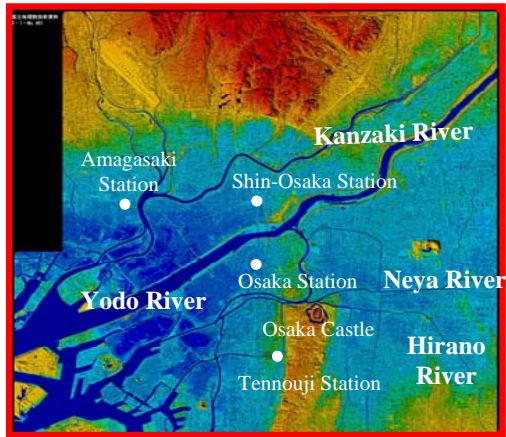 Kanzaki River
Amagasaki
Station
Shin-Osaka Station
Osaka Station
Neya River
Yodo River
Osaka Castle
Hirano
River
Tennouji Station